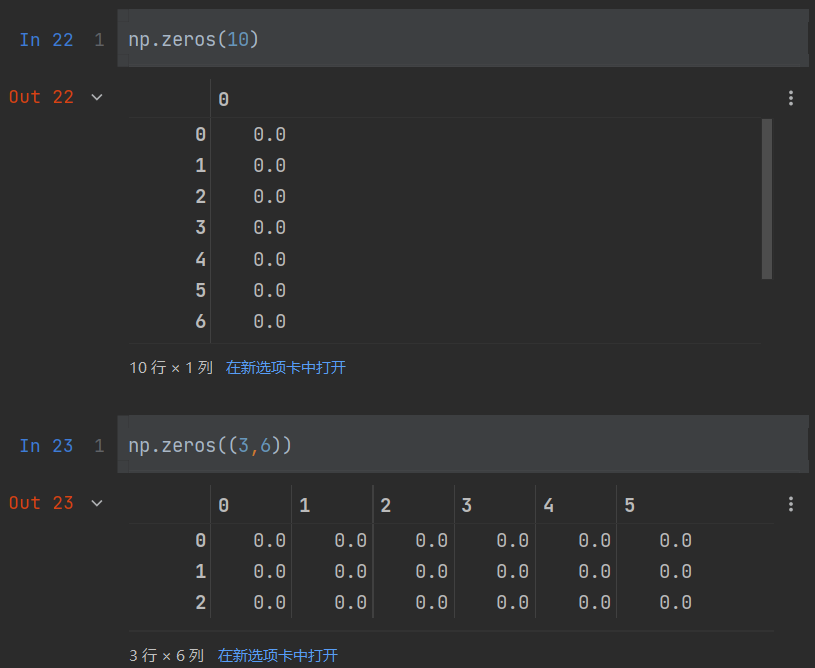 In 22 1 np.zeros(10)
Out 22 0
0 0.0
1 0.0
2 0.0
3 0.0
4 0.0
5 0.0
6 0.0
10 行 × 1 列 在新选项卡中打开
In 23 1 np.zeros((3,6))
Out 23 0 1 2 3 4 5
0 0.0 0.0 0.0 0.0 0.0 0.0
1 0.0 0.0 0.0 0.0 0.0 0.0
2 0.0 0.0 0.0 0.0 0.0 0.0
3 行 × 6 列 在新选项卡中打开